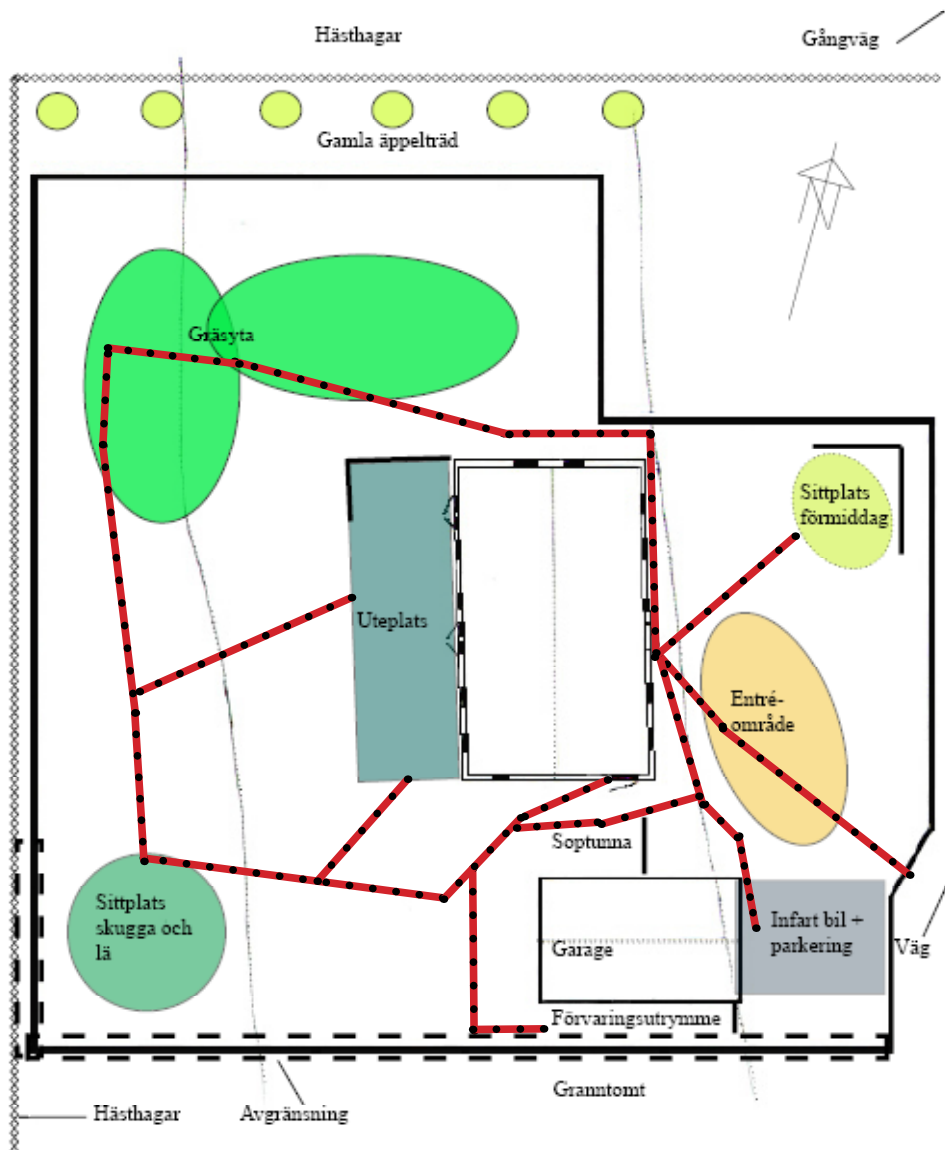 Hästhagar
Gångväg
Gamla äppelträd
Gräsyta
Sittplats
förmiddag
Uteplats
Entré-
område
Soptunna
Sittplats
skugga och
lä
Infart bil +
parkering
Väg
Garage
Förvaringsutrymme
Granntomt
Hästhagar
Avgränsning